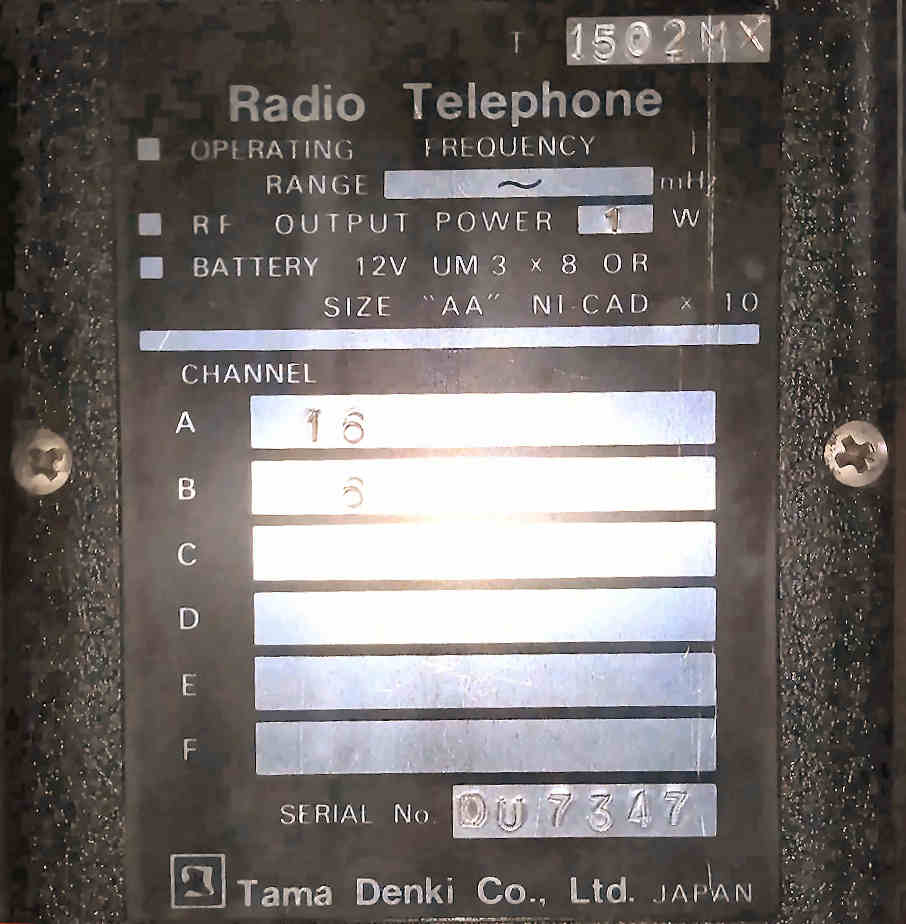 T 1502MX
Radio Telephone
OPERATING FREQUENCY
RANGE ~ mHz
RF OUTPUT POWER 1 W
BATTERY 12V UM3 × 8 OR
SIZE "AA" NI-CAD × 10
CHANNEL
A 16
B 6
C
D
E
F
SERIAL No. DU7347
Tama Denki Co., Ltd. JAPAN